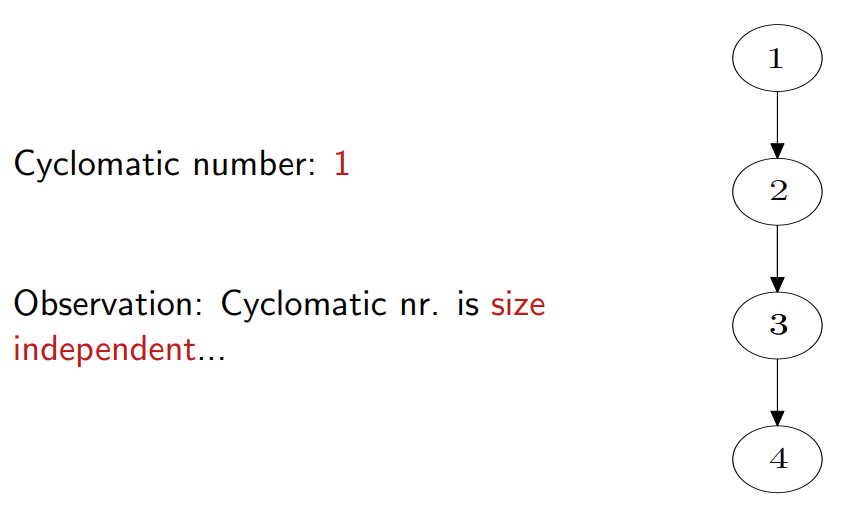 1
Cyclomatic number: 1
2
Observation: Cyclomatic nr. is size
independent...
3
4